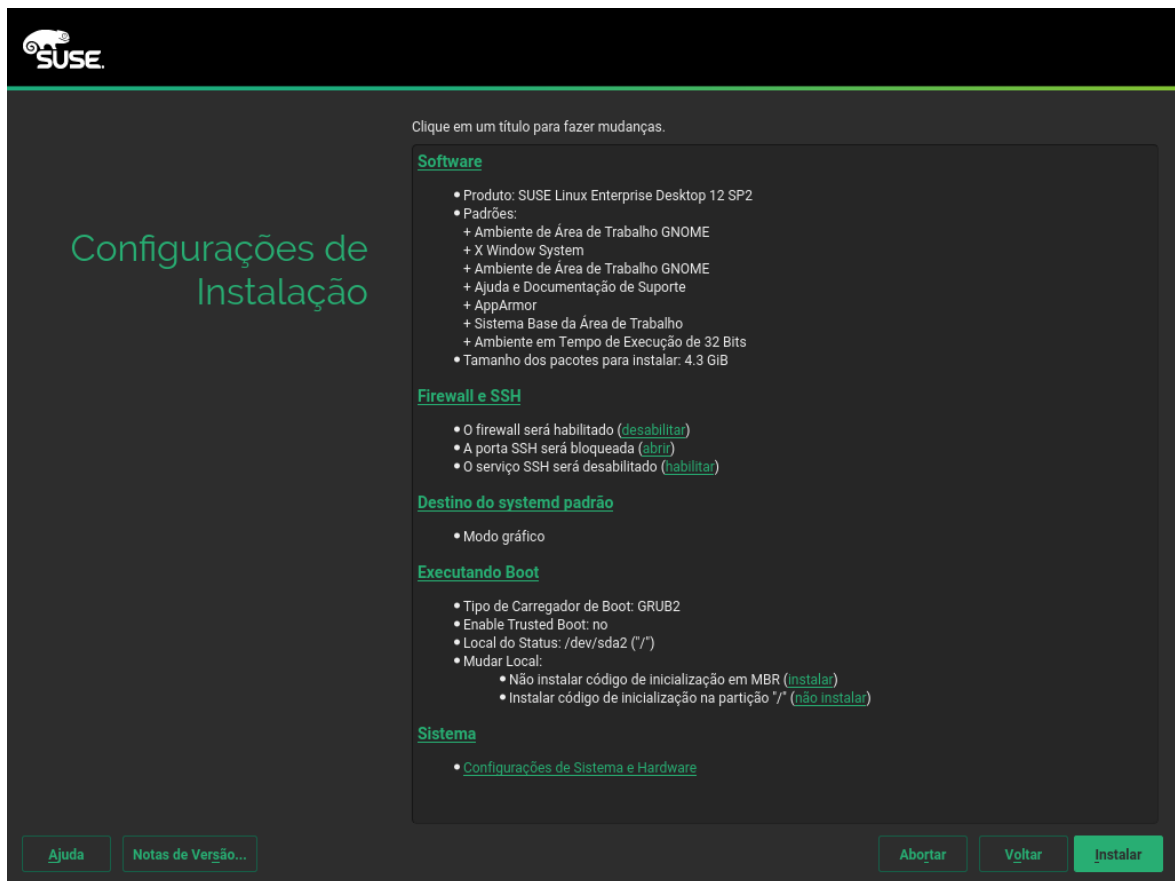 SUSE.
Clique em um título para fazer mudanças.
Configurações de
Instalação
Software
• Produto: SUSE Linux Enterprise Desktop 12 SP2
• Padrões:
+ Ambiente de Área de Trabalho GNOME
+ X Window System
+ Ambiente de Área de Trabalho GNOME
+ Ajuda e Documentação de Suporte
+ AppArmor
+ Sistema Base da Área de Trabalho
+ Ambiente em Tempo de Execução de 32 Bits
• Tamanho dos pacotes para instalar: 4.3 GiB
Firewall e SSH
• O firewall será habilitado (desabilitar)
• A porta SSH será bloqueada (abrir)
• O serviço SSH será desabilitado (habilitar)
Destino do systemd padrão
• Modo gráfico
Executando Boot
• Tipo de Carregador de Boot: GRUB2
• Enable Trusted Boot: no
• Local do Status: /dev/sda2 ("/")
• Mudar Local:
• Não instalar código de inicialização em MBR (instalar)
• Instalar código de inicialização na partição "/" (não instalar)
Sistema
• Configurações de Sistema e Hardware
Ajuda
Notas de Versão...
Abortar
Voltar
Instalar